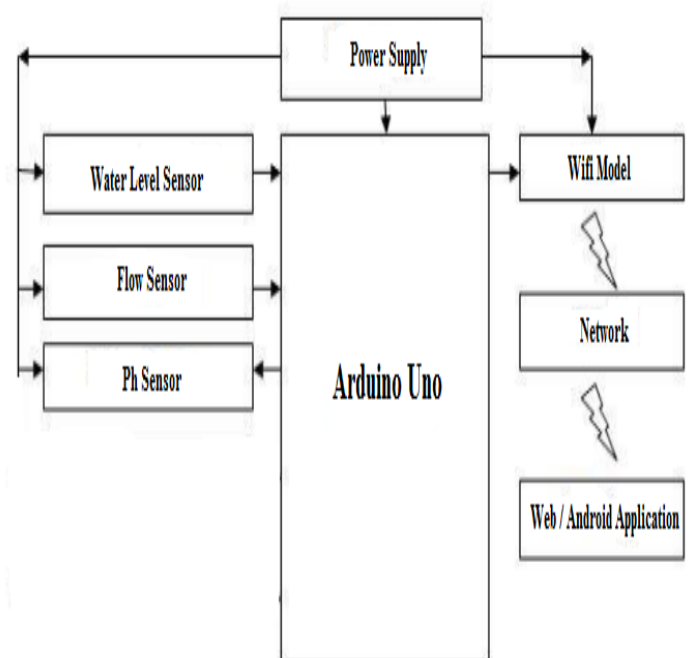 Power Supply
Water Level Sensor
Wifi Model
Flow Sensor
Network
Ph Sensor
Arduino Uno
Web / Android Application